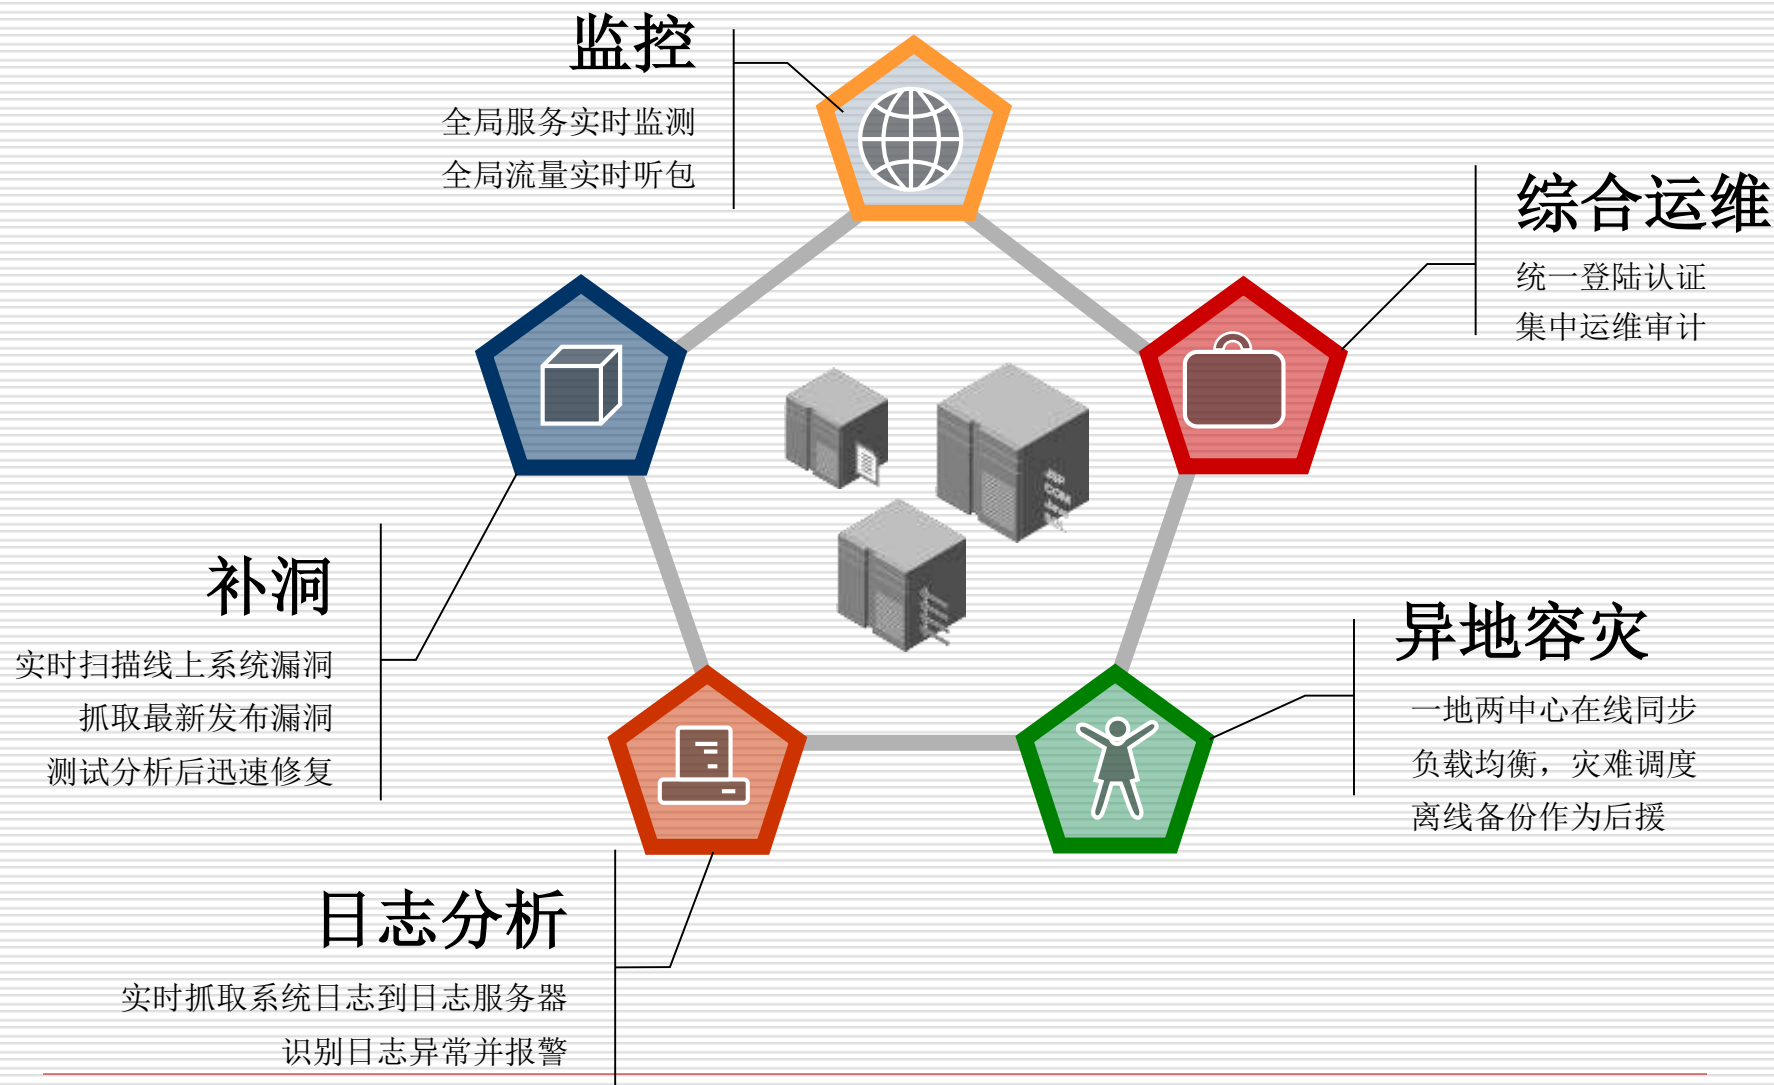 监控
全局服务实时监测
全局流量实时听包
综合运维
统一登陆认证
集中运维审计
补洞
实时扫描线上系统漏洞
抓取最新发布漏洞
测试分析后迅速修复
异地容灾
一地两中心在线同步
负载均衡，灾难调度
离线备份作为后援
日志分析
实时抓取系统日志到日志服务器
识别日志异常并报警
JSP
COM